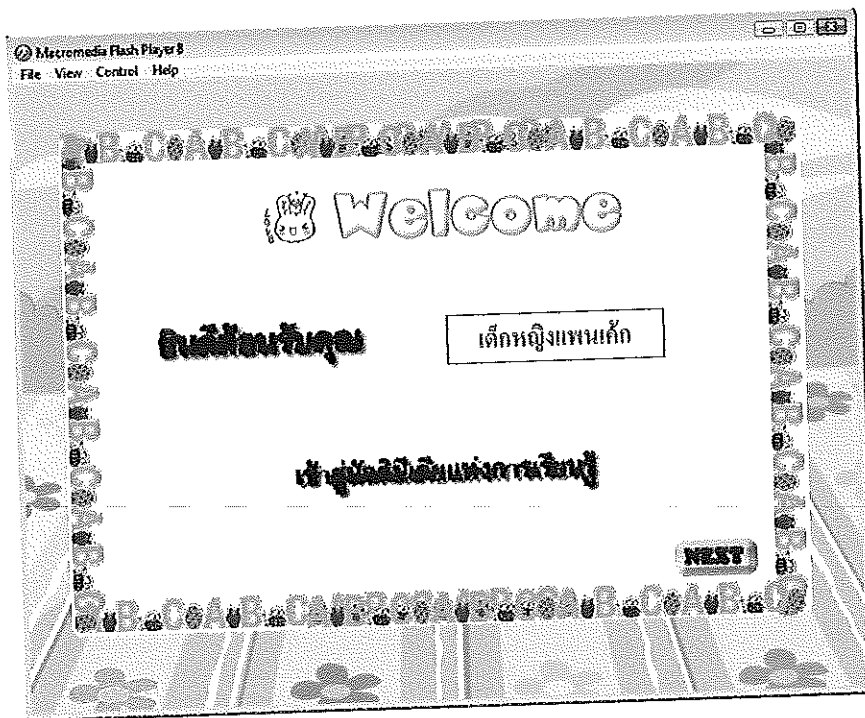 Macromedia Flash Player 8
File View Control Help
Welcome
ยินดีต้อนรับคุณ
เด็กหญิงแพนเค้ก
เข้าสู่มัลติมีเดียแห่งการเรียนรู้
NEXT